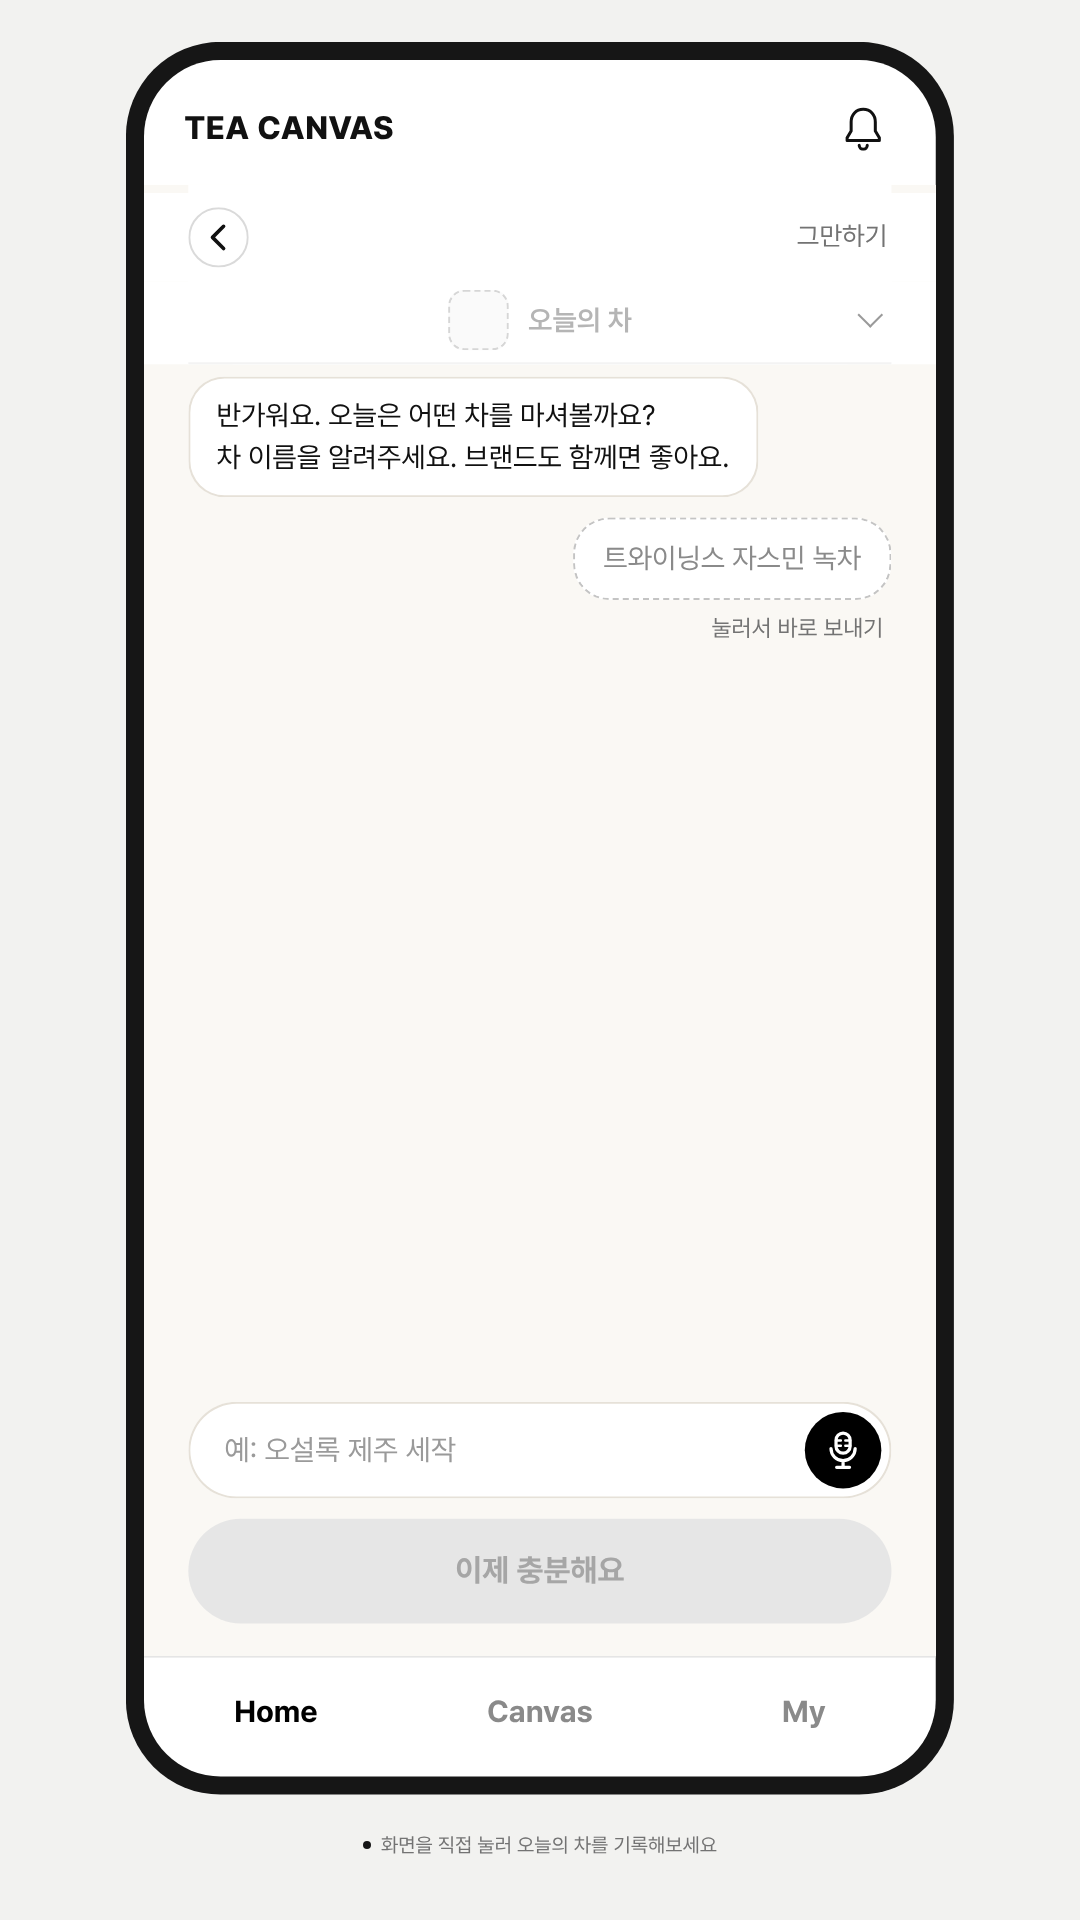 TEA CANVAS
그만하기
오늘의 차
반가워요. 오늘은 어떤 차를 마셔볼까요?
차 이름을 알려주세요. 브랜드도 함께면 좋아요.
트와이닝스 자스민 녹차
눌러서 바로 보내기
예: 오설록 제주 세작
이제 충분해요
Home Canvas My
화면을 직접 눌러 오늘의 차를 기록해보세요